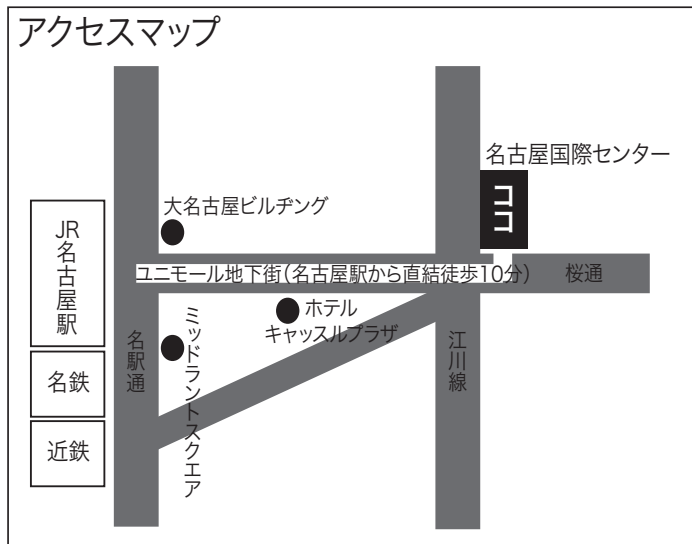 アクセスマップ
名古屋国際センター
ココ
大名古屋ビルヂング
JR名古屋駅
ユニモール地下街(名古屋駅から直結徒歩10分)
桜通
ホテル
キャッスルプラザ
ミッドラントスクエア
名駅通
江川線
名鉄
近鉄